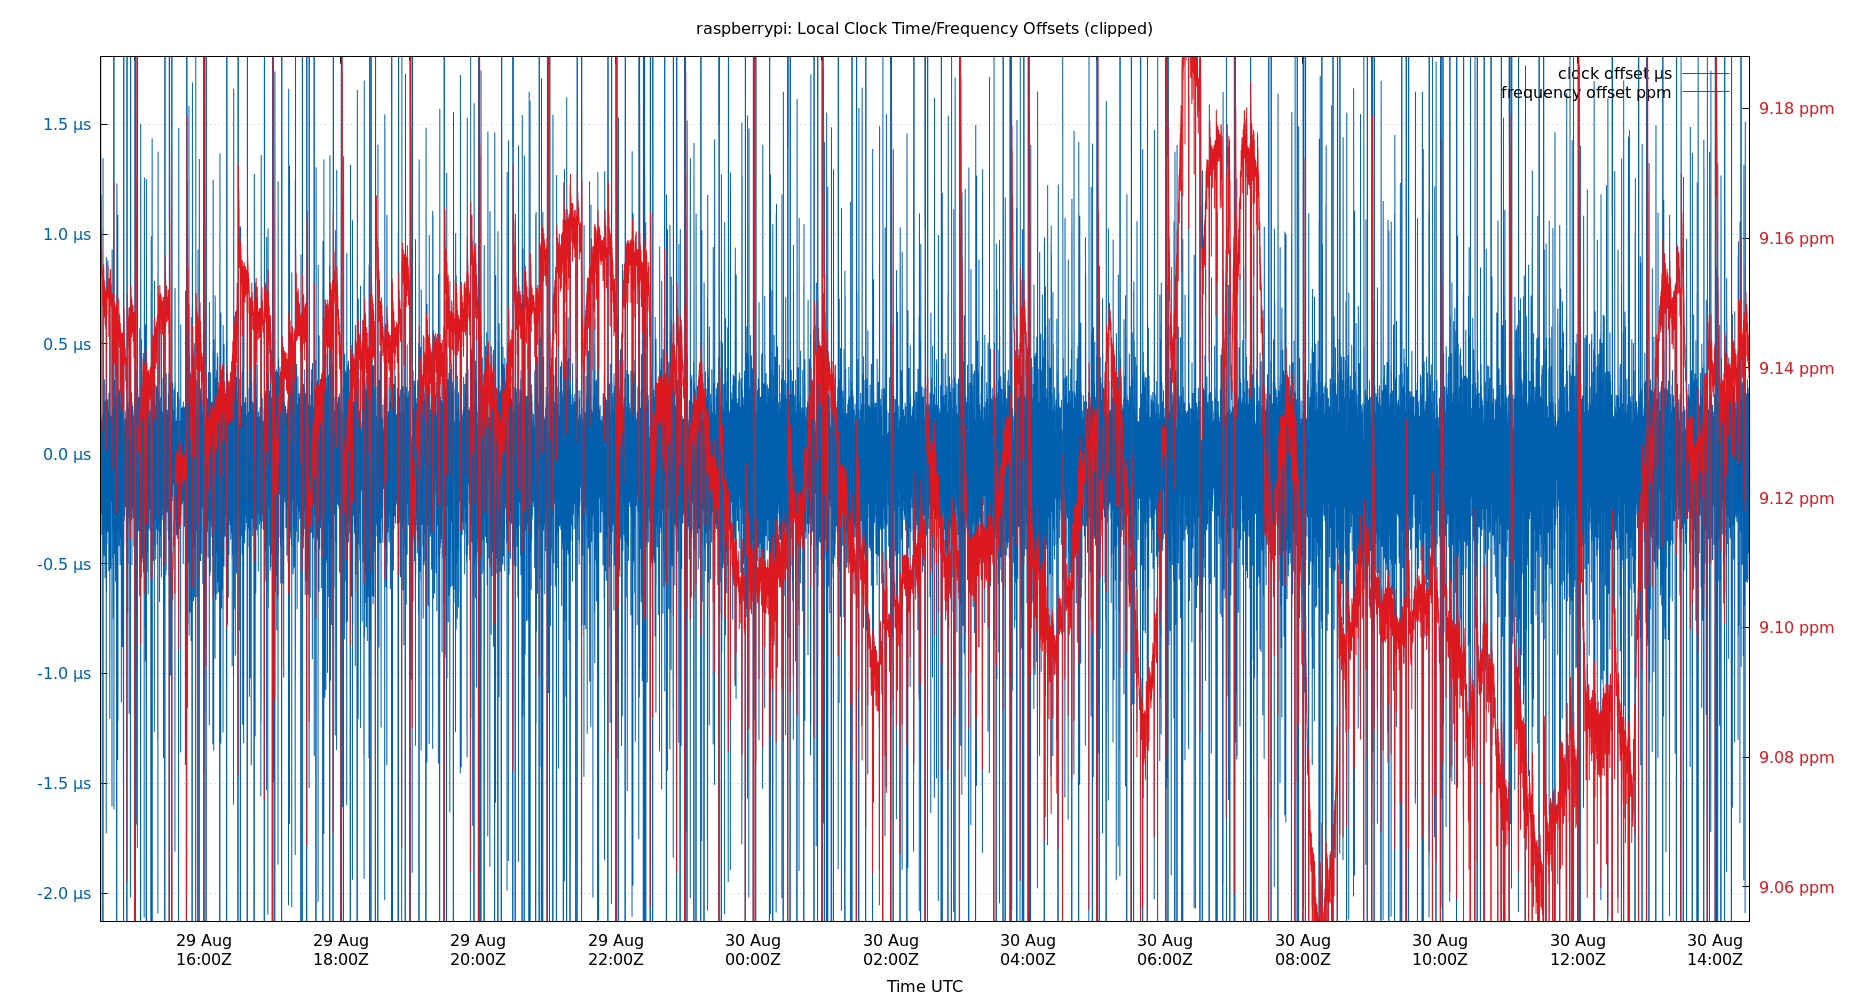 raspberrypi: Local Clock Time/Frequency Offsets (clipped)
clock offset µs
frequency offset ppm
1.5 µs
1.0 µs
0.5 µs
0.0 µs
-0.5 µs
-1.0 µs
-1.5 µs
-2.0 µs
9.18 ppm
9.16 ppm
9.14 ppm
9.12 ppm
9.10 ppm
9.08 ppm
9.06 ppm
29 Aug 29 Aug 29 Aug 29 Aug 30 Aug 30 Aug 30 Aug 30 Aug 30 Aug 30 Aug 30 Aug 30 Aug
16:00Z 18:00Z 20:00Z 22:00Z 00:00Z 02:00Z 04:00Z 06:00Z 08:00Z 10:00Z 12:00Z 14:00Z
Time UTC